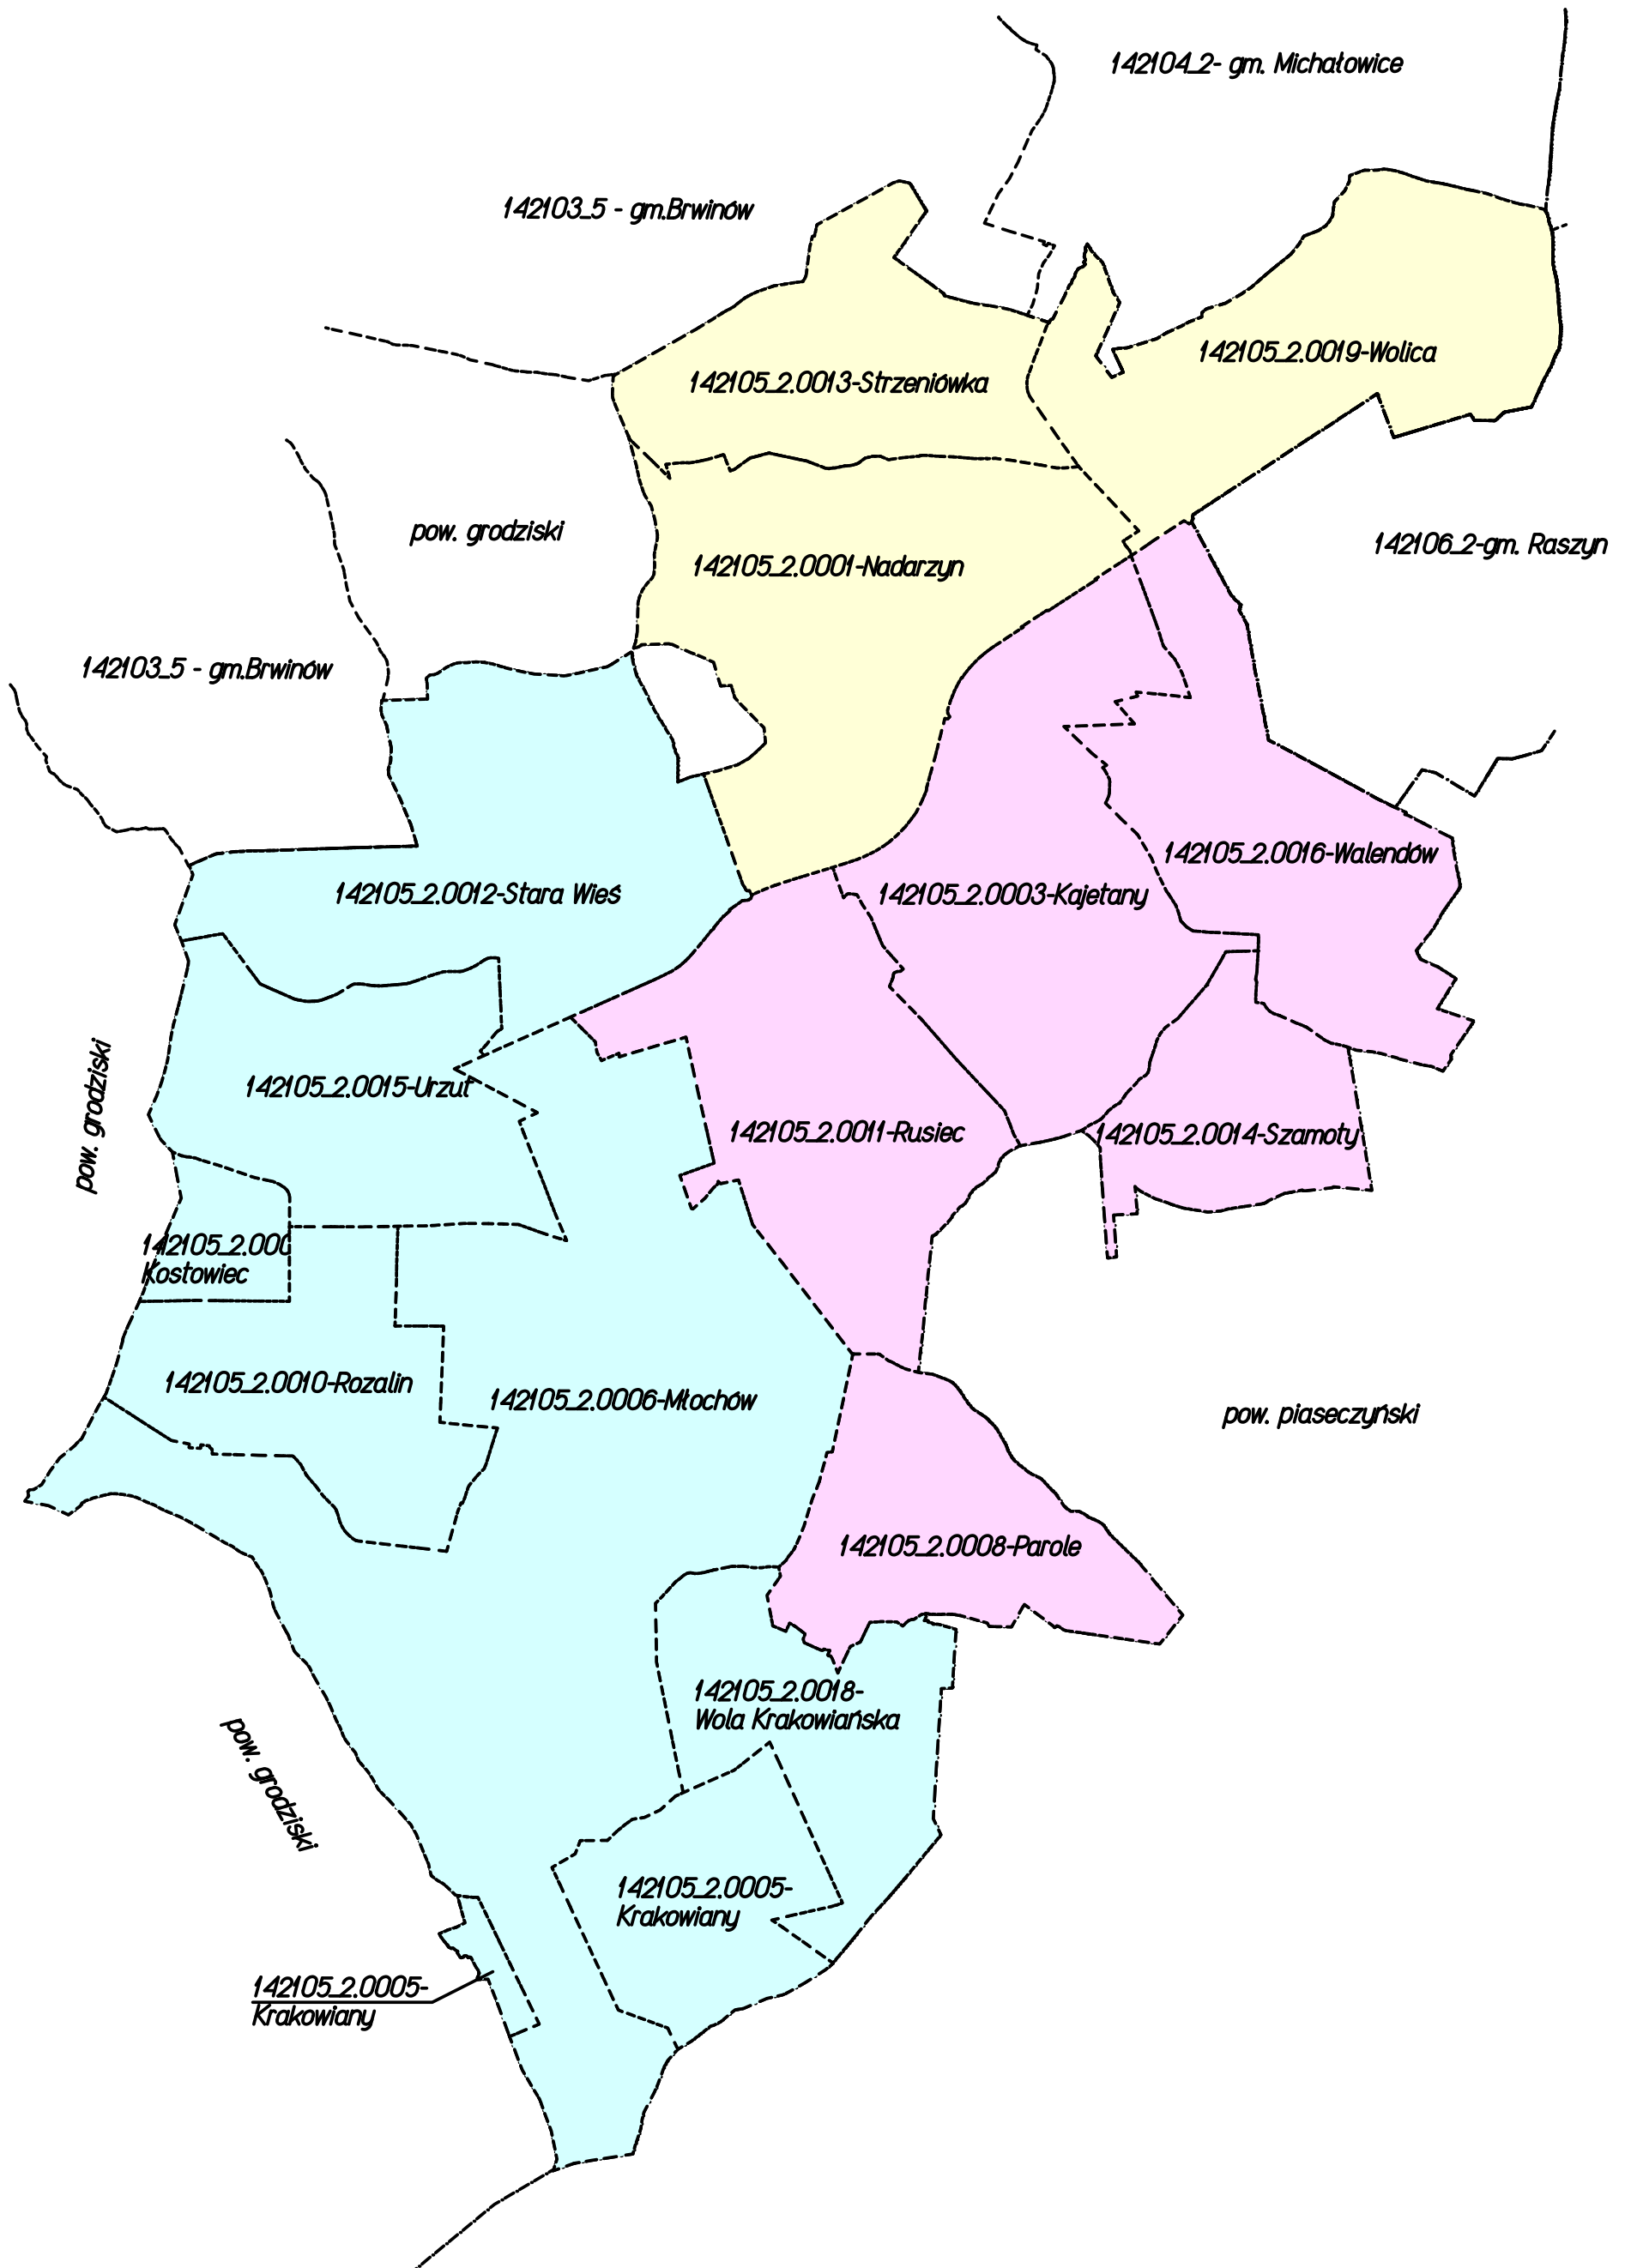 142104_2- gm. Michałowice
142103_5 - gm.Brwinów
142105_2.0019-Wolica
142105_2.0013-Strzeniówka
pow. grodziski
142106_2-gm. Raszyn
142105_2.0001-Nadarzyn
142103_5 - gm.Brwinów
142105_2.0016-Walendów
142105_2.0012-Stara Wieś
142105_2.0003-Kajetany
pow. grodziski
142105_2.0015-Urzut
142105_2.0011-Rusiec
142105_2.0014-Szamoty
142105_2.000
Kostowiec
142105_2.0010-Rozalin
142105_2.0006-Młochów
pow. piaseczyński
142105_2.0008-Parole
142105_2.0018-
Wola Krakowiańska
pow. grodziski
142105_2.0005-
Krakowiany
142105_2.0005-
Krakowiany